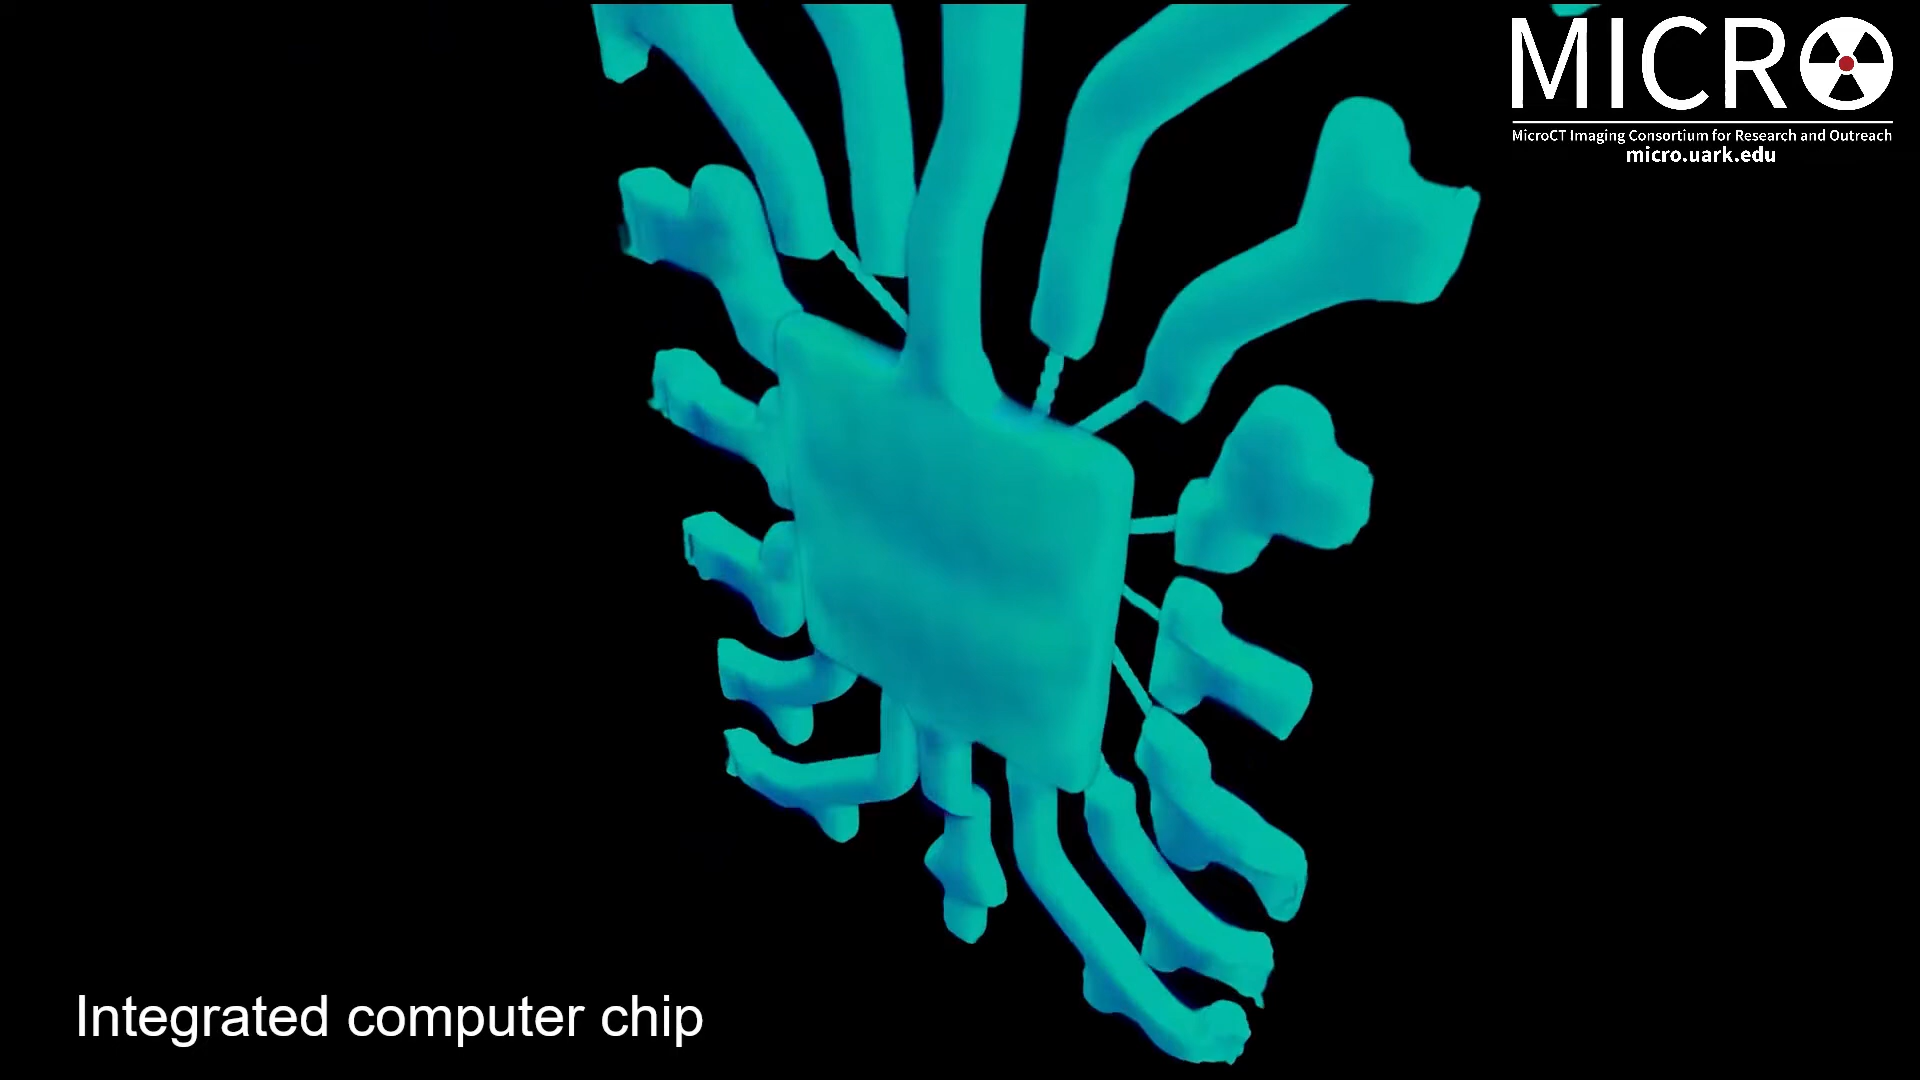 MICRO
MicroCT Imaging Consortium for Research and Outreach
micro.uark.edu
Integrated computer chip